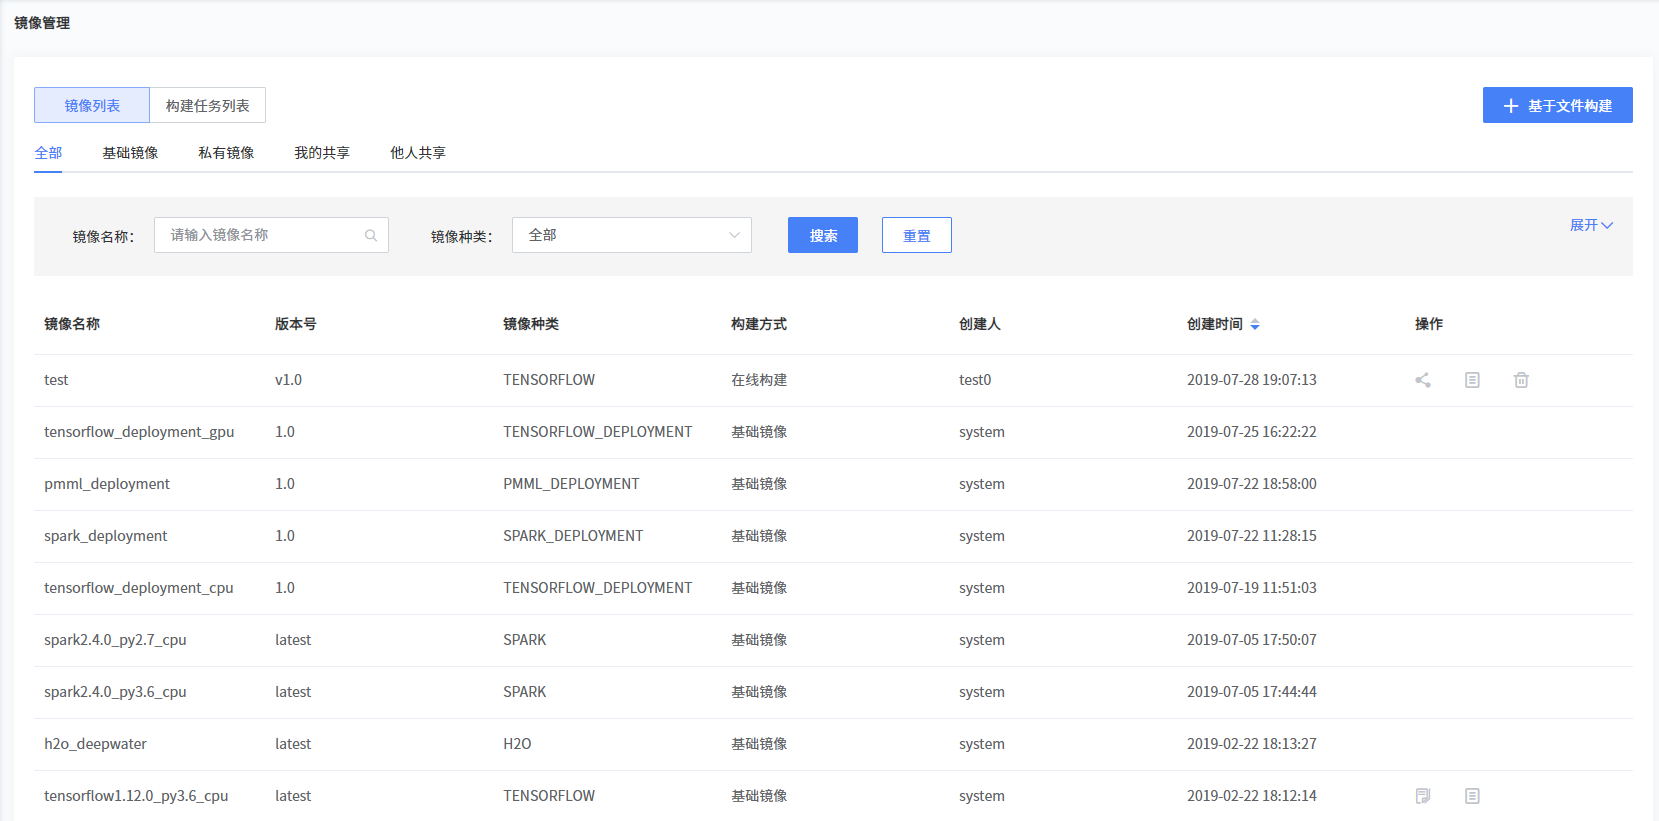 镜像管理
镜像列表 构建任务列表 基于文件构建
全部 基础镜像 私有镜像 我的共享 他人共享
镜像名称： 请输入镜像名称 镜像种类： 全部 搜索 重置 展开
镜像名称 版本号 镜像种类 构建方式 创建人 创建时间 操作
test v1.0 TENSORFLOW 在线构建 test0 2019-07-28 19:07:13
tensorflow_deployment_gpu 1.0 TENSORFLOW_DEPLOYMENT 基础镜像 system 2019-07-25 16:22:22
pmml_deployment 1.0 PMML_DEPLOYMENT 基础镜像 system 2019-07-22 18:58:00
spark_deployment 1.0 SPARK_DEPLOYMENT 基础镜像 system 2019-07-22 11:28:15
tensorflow_deployment_cpu 1.0 TENSORFLOW_DEPLOYMENT 基础镜像 system 2019-07-19 11:51:03
spark2.4.0_py2.7_cpu latest SPARK 基础镜像 system 2019-07-05 17:50:07
spark2.4.0_py3.6_cpu latest SPARK 基础镜像 system 2019-07-05 17:44:44
h2o_deepwater latest H2O 基础镜像 system 2019-02-22 18:13:27
tensorflow1.12.0_py3.6_cpu latest TENSORFLOW 基础镜像 system 2019-02-22 18:12:14